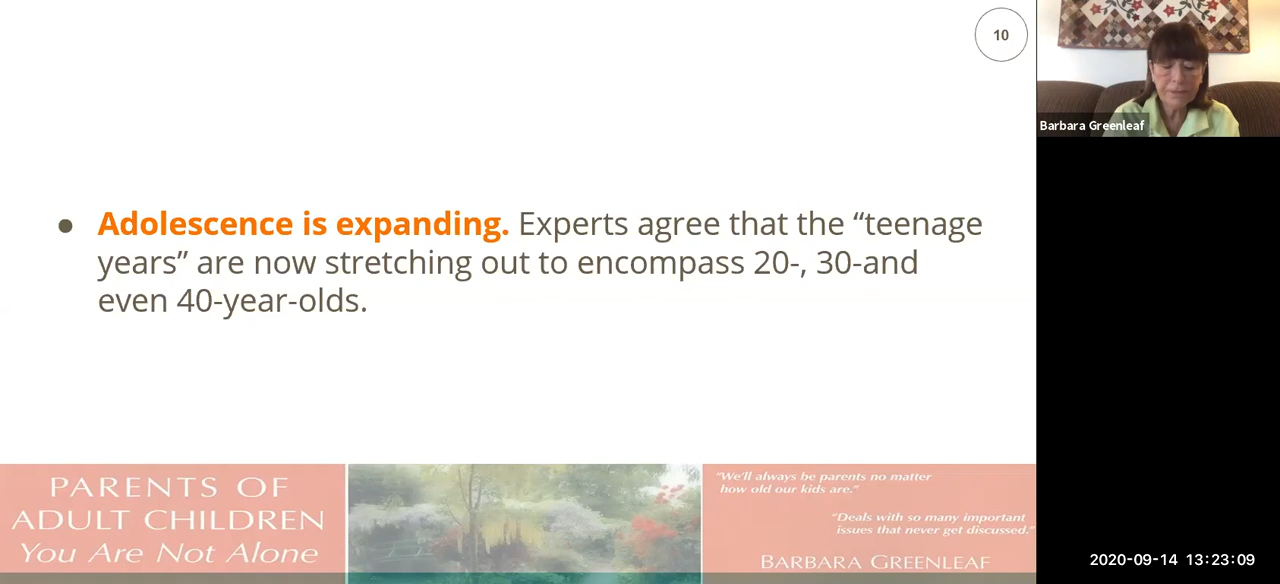 10
Barbara Greenleaf
● Adolescence is expanding. Experts agree that the “teenage
years” are now stretching out to encompass 20-, 30-and
even 40-year-olds.
PARENTS OF
ADULT CHILDREN
You Are Not Alone
“We’ll always be parents no matter
how old our kids are.”
“Deals with so many important
issues that never get discussed.”
BARBARA GREENLEAF
2020-09-14 13:23:09